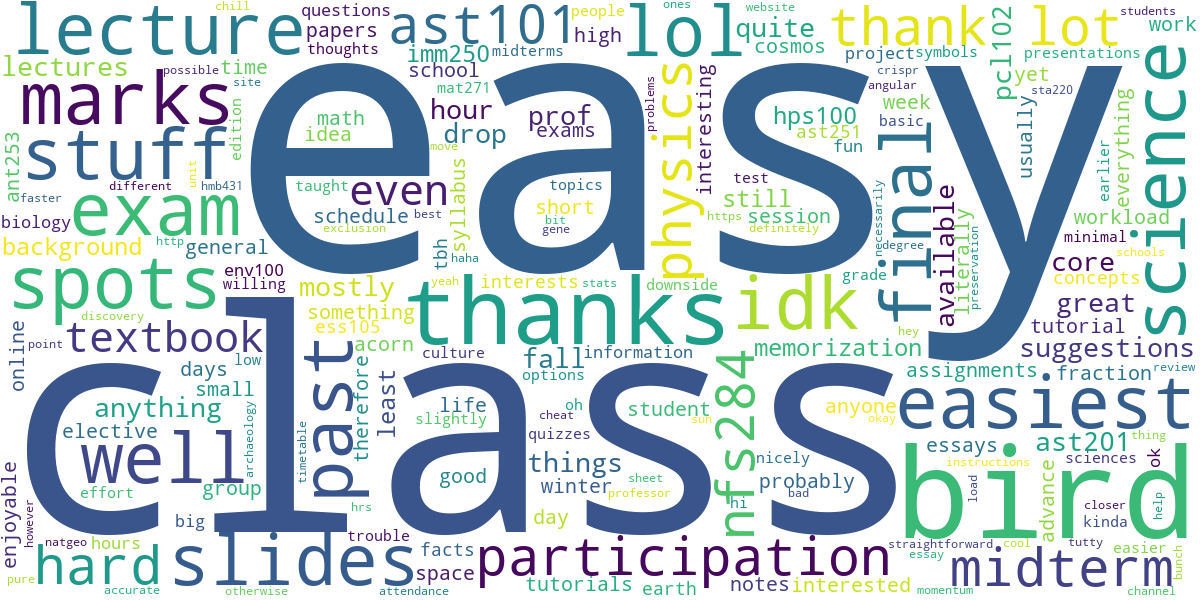 chill
questions
people
ones
website
students
lecture
ast101
lol
quite
thank
lot
work
papers
high
cosmos
thoughts
imm250
midterms
project
symbols
presentations
lectures
possible
time
school
problems
crispr
yet
marks
site
mat271
interesting
angular
sta220
pcl102
science
easy
hour
prof
physics
week
everything
edition
math
drop
exams
hps100
basic
usually
idea
ast251
fun
final
earlier
stuff
move
ant253
unit
taught
even
topics
test
still
necessarily
available
literally
different
hmb431
syllabus
short
session
workload
faster
exam
schedule
best
bit
gene
https
definitely
minimal
biology
exclusion
tbh
degree
preservation
background
http
general
haha
grade
core
schools
concepts
env100
willing
spots
mostly
yeah
interests
stats
downside
great
discovery
something
thanks
idk
hey
tutorial
point
textbook
ess105
acorn
fall
information
memorization
suggestions
online
past
culture
options
nfs284
assignments
fraction
review
days
low
class
therefore
least
small
life
oh
student
anyone
easiest
anything
slightly
cheat
sun
okay
elective
well
archaeology
timetable
quizzes
essays
ast201
thing
good
things
nicely
sciences
ok
bird
effort
group
sheet
winter
professor
probably
instructions
load
advance
enjoyable
however
hrs
hi
bad
closer
help
big
day
kinda
natgeo
hours
trouble
straightforward
cool
tutty
hard
slides
facts
participation
essay
easier
bunch
midterm
pure
space
accurate
otherwise
attendance
tutorials
earth
notes
interested
momentum
channel